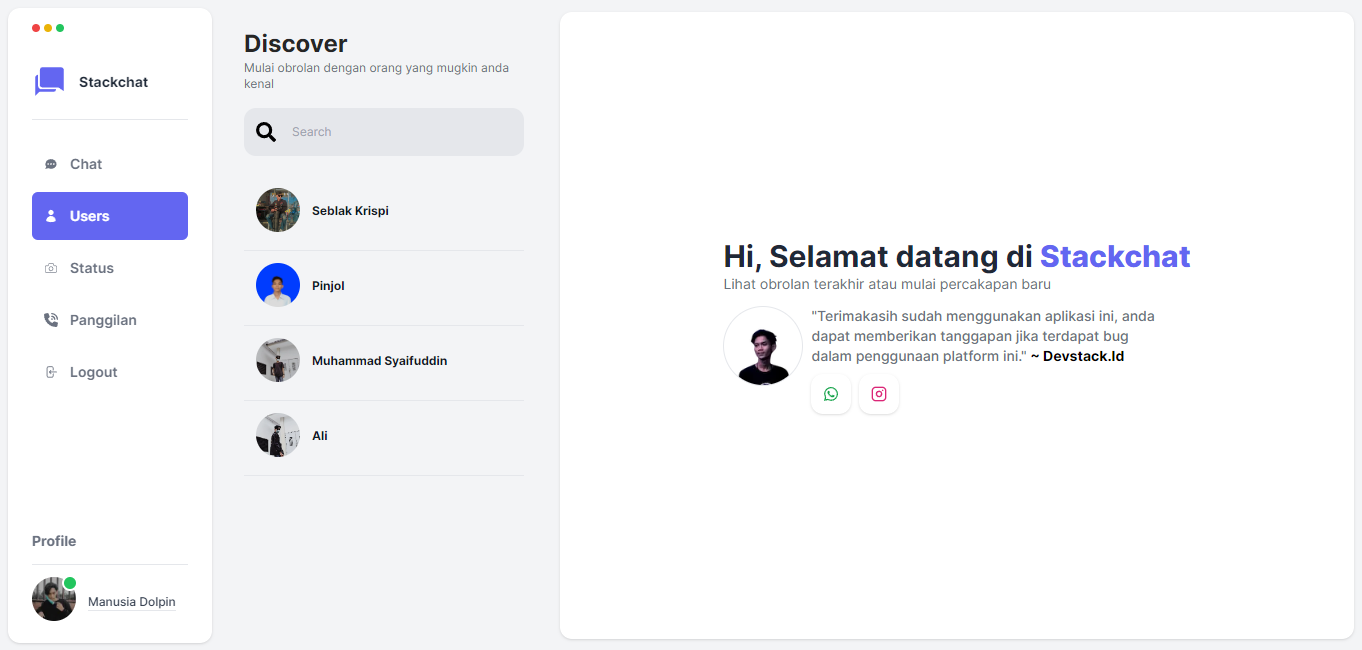 Stackchat
Chat
Users
Status
Panggilan
Logout
Profile
Manusia Dolpin
Discover
Mulai obrolan dengan orang yang mugkin anda
kenal
Search
Seblak Krispi
Pinjol
Muhammad Syaifuddin
Ali
Hi, Selamat datang di Stackchat
Lihat obrolan terakhir atau mulai percakapan baru
"Terimakasih sudah menggunakan aplikasi ini, anda
dapat memberikan tanggapan jika terdapat bug
dalam penggunaan platform ini." ~ Devstack.Id